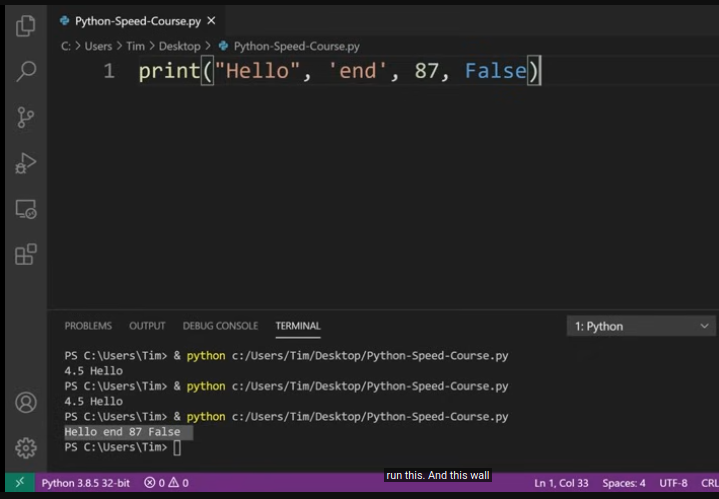 Python-Speed-Course.py ×
C: > Users > Tim > Desktop > Python-Speed-Course.py
1 print("Hello", 'end', 87, False)
PROBLEMS OUTPUT DEBUG CONSOLE TERMINAL 1: Python
PS C:\Users\Tim> & python c:/Users/Tim/Desktop/Python-Speed-Course.py
4.5 Hello
PS C:\Users\Tim> & python c:/Users/Tim/Desktop/Python-Speed-Course.py
4.5 Hello
PS C:\Users\Tim> & python c:/Users/Tim/Desktop/Python-Speed-Course.py
Hello end 87 False
PS C:\Users\Tim>
run this. And this wall
Python 3.8.5 32-bit 0 0 Ln 1, Col 33 Spaces: 4 UTF-8 CRL